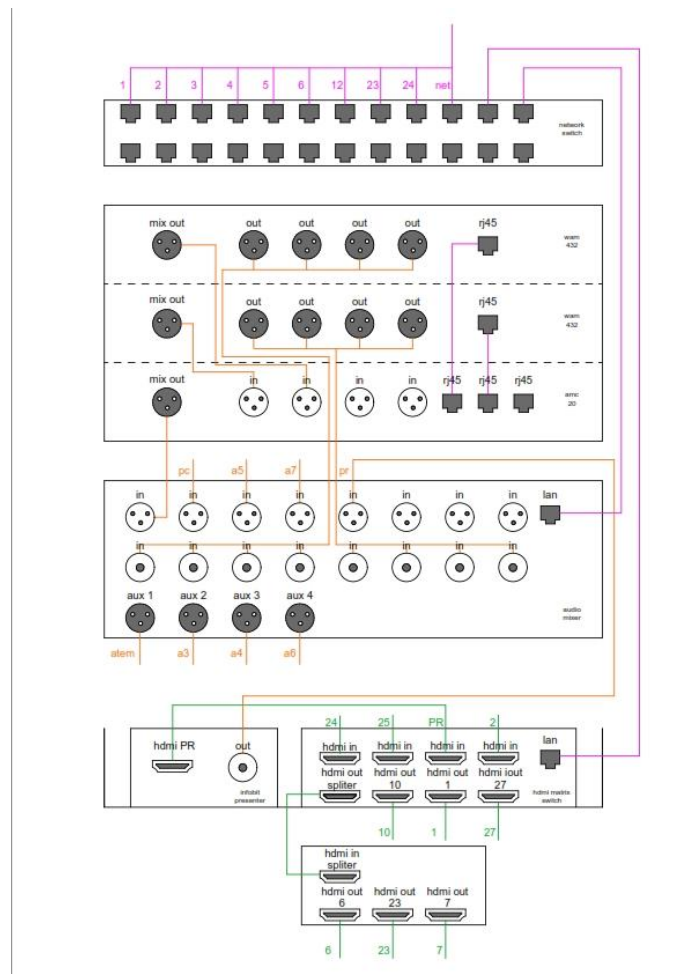 1 2 3 4 5 6 12 23 24 net
network
switch
mix out out out out out rj45
wam
432
mix out out out out out rj45
wam
432
mix out in in in in rj45 rj45 rj45
amc
20
pc a5 a7 pr
in in in in in in in in lan
in in in in in in in in
aux 1 aux 2 aux 3 aux 4
audio
mixer
atem a3 a4 a6
24 25 PR 2
hdmi PR out hdmi in hdmi in hdmi in hdmi in lan
hdmi out hdmi out hdmi out hdmi iout
spliter 10 1 27
infobit
presenter
hdmi matrix
switch
10 1 27
hdmi in
spliter
hdmi out hdmi out hdmi out
6 23 7
6 23 7